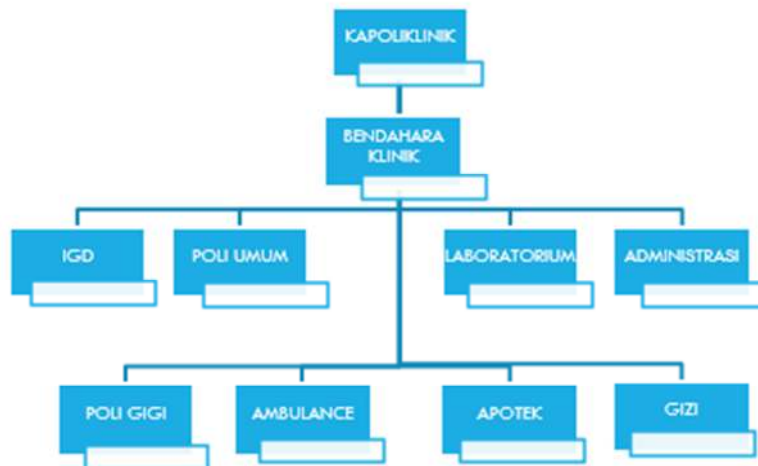 KAPOLIKLINIK
BENDAHARA
KLINIK
IGD
POLI UMUM
LABORATORIUM
ADMINISTRASI
POLI GIGI
AMBULANCE
APOTEK
GIZI